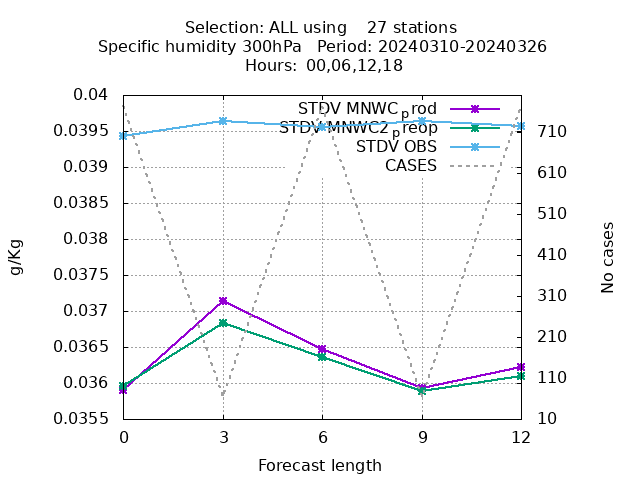 Selection: ALL using    27 stations
Specific humidity 300hPa   Period: 20240310-20240326
Hours: 00,06,12,18
STDV MNWC_prod
STDV MNWC2_preop
STDV OBS
CASES
0.04
0.0395
0.039
0.0385
0.038
0.0375
0.037
0.0365
0.036
0.0355
710
610
510
410
310
210
110
10
g/Kg
No cases
0 3 6 9 12
Forecast length